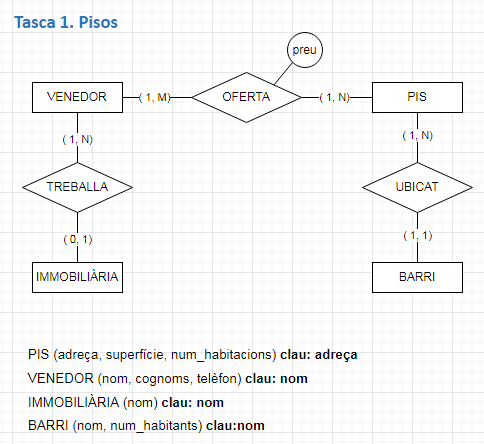 Tasca 1. Pisos
preu
VENEDOR ( 1, M) OFERTA ( 1, N) PIS
( 1, N) ( 1, N)
TREBALLA UBICAT
( 0, 1) ( 1, 1)
IMMOBILIÀRIA BARRI
PIS (adreça, superfície, num_habitacions) clau: adreça
VENEDOR (nom, cognoms, telèfon) clau: nom
IMMOBILIÀRIA (nom) clau: nom
BARRI (nom, num_habitants) clau:nom